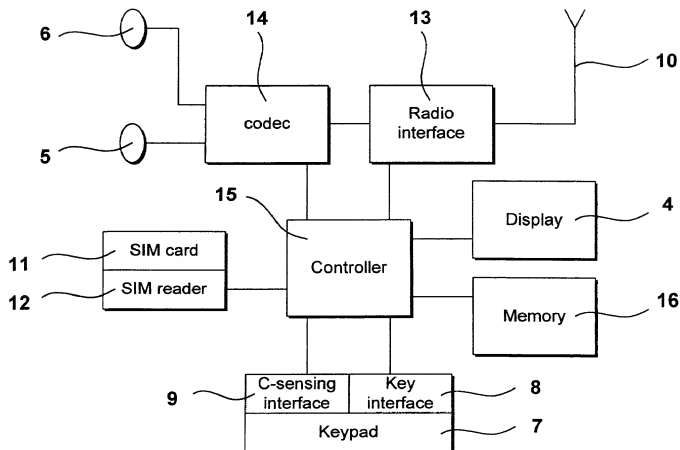 6
14
13
10
codec
Radio
interface
5
15
4
Display
11
SIM card
Controller
12
SIM reader
16
Memory
9
C-sensing
interface
Key
interface
8
Keypad
7